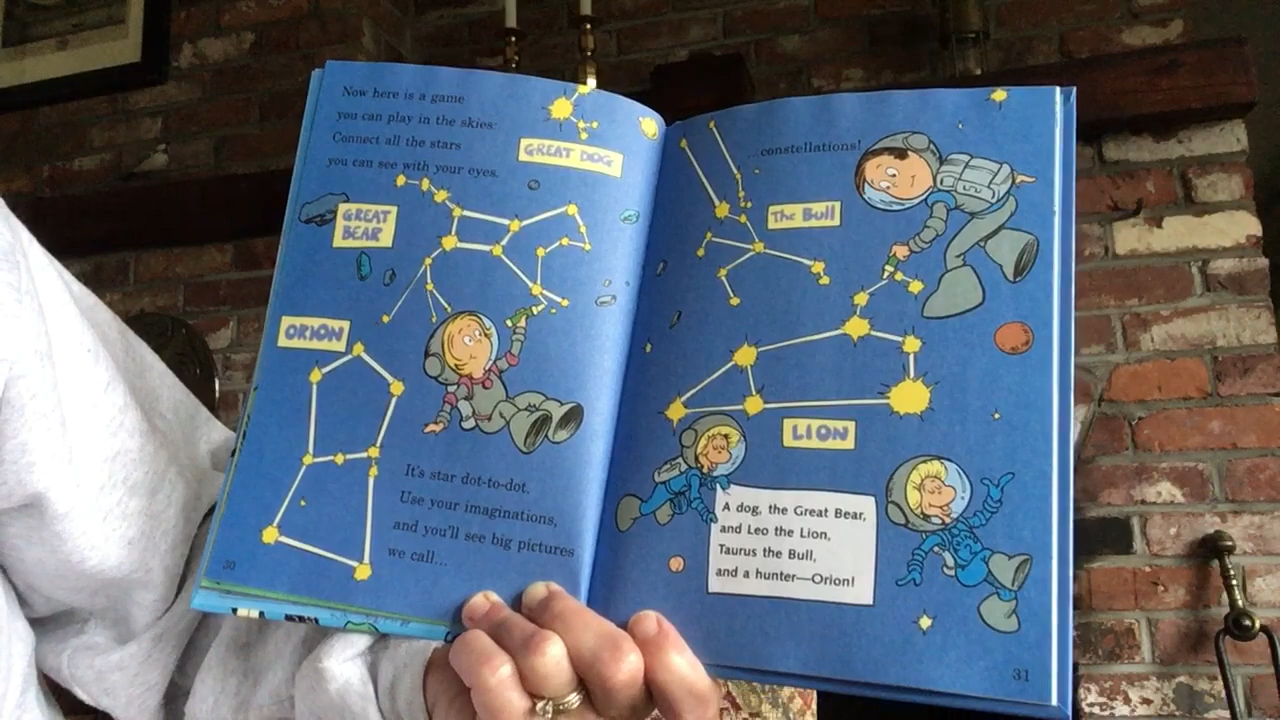 Now here is a game
you can play in the skies:
Connect all the stars
you can see with your eyes.
GREAT DOG
GREAT
BEAR
ORION
It's star dot-to-dot.
Use your imaginations,
and you'll see big pictures
we call...
30
...constellations!
The Bull
LION
A dog, the Great Bear,
and Leo the Lion,
Taurus the Bull,
and a hunter—Orion!
31